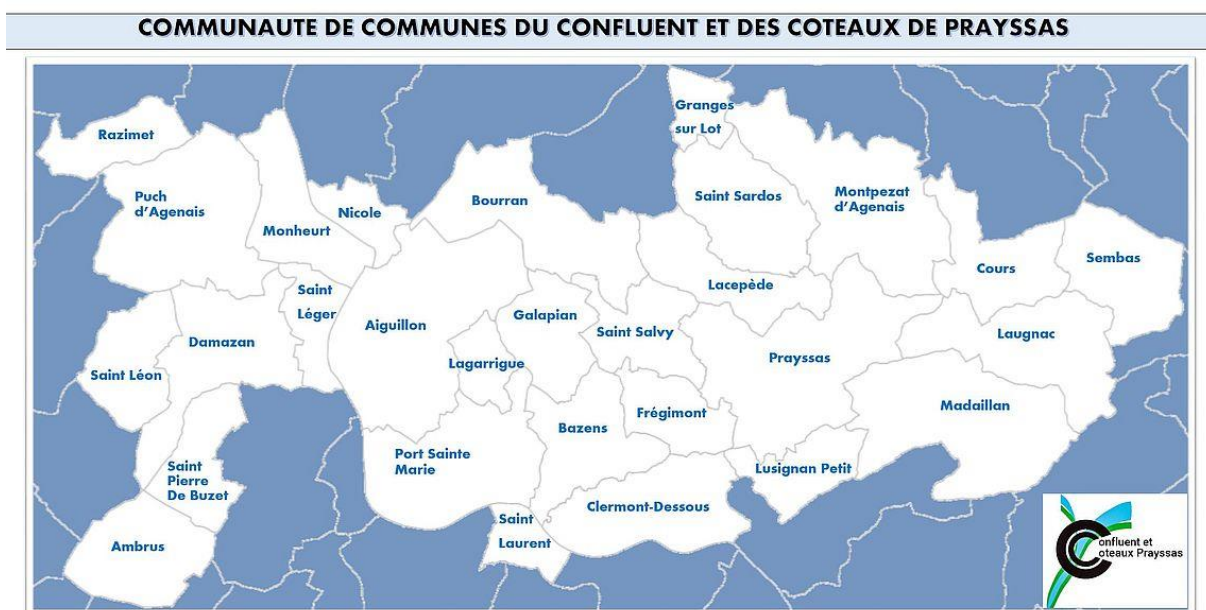 COMMUNAUTE DE COMMUNES DU CONFLUENT ET DES COTEAUX DE PRAYSSAS
Granges
sur Lot
Razimet
Puch
d'Agenais
Monheurt
Nicole
Bourran
Saint Sardos
Montpezat
d'Agenais
Cours
Sembas
Saint
Léger
Lacepède
Damazan
Aiguillon
Galapian
Saint Salvy
Laugnac
Prayssas
Lagarrigue
Saint Léon
Madaillan
Frégimont
Bazens
Port Sainte
Marie
Lusignan Petit
Saint
Pierre
De Buzet
Clermont-Dessous
Saint
Laurent
Ambrus
Confluent et
Coteaux Prayssas